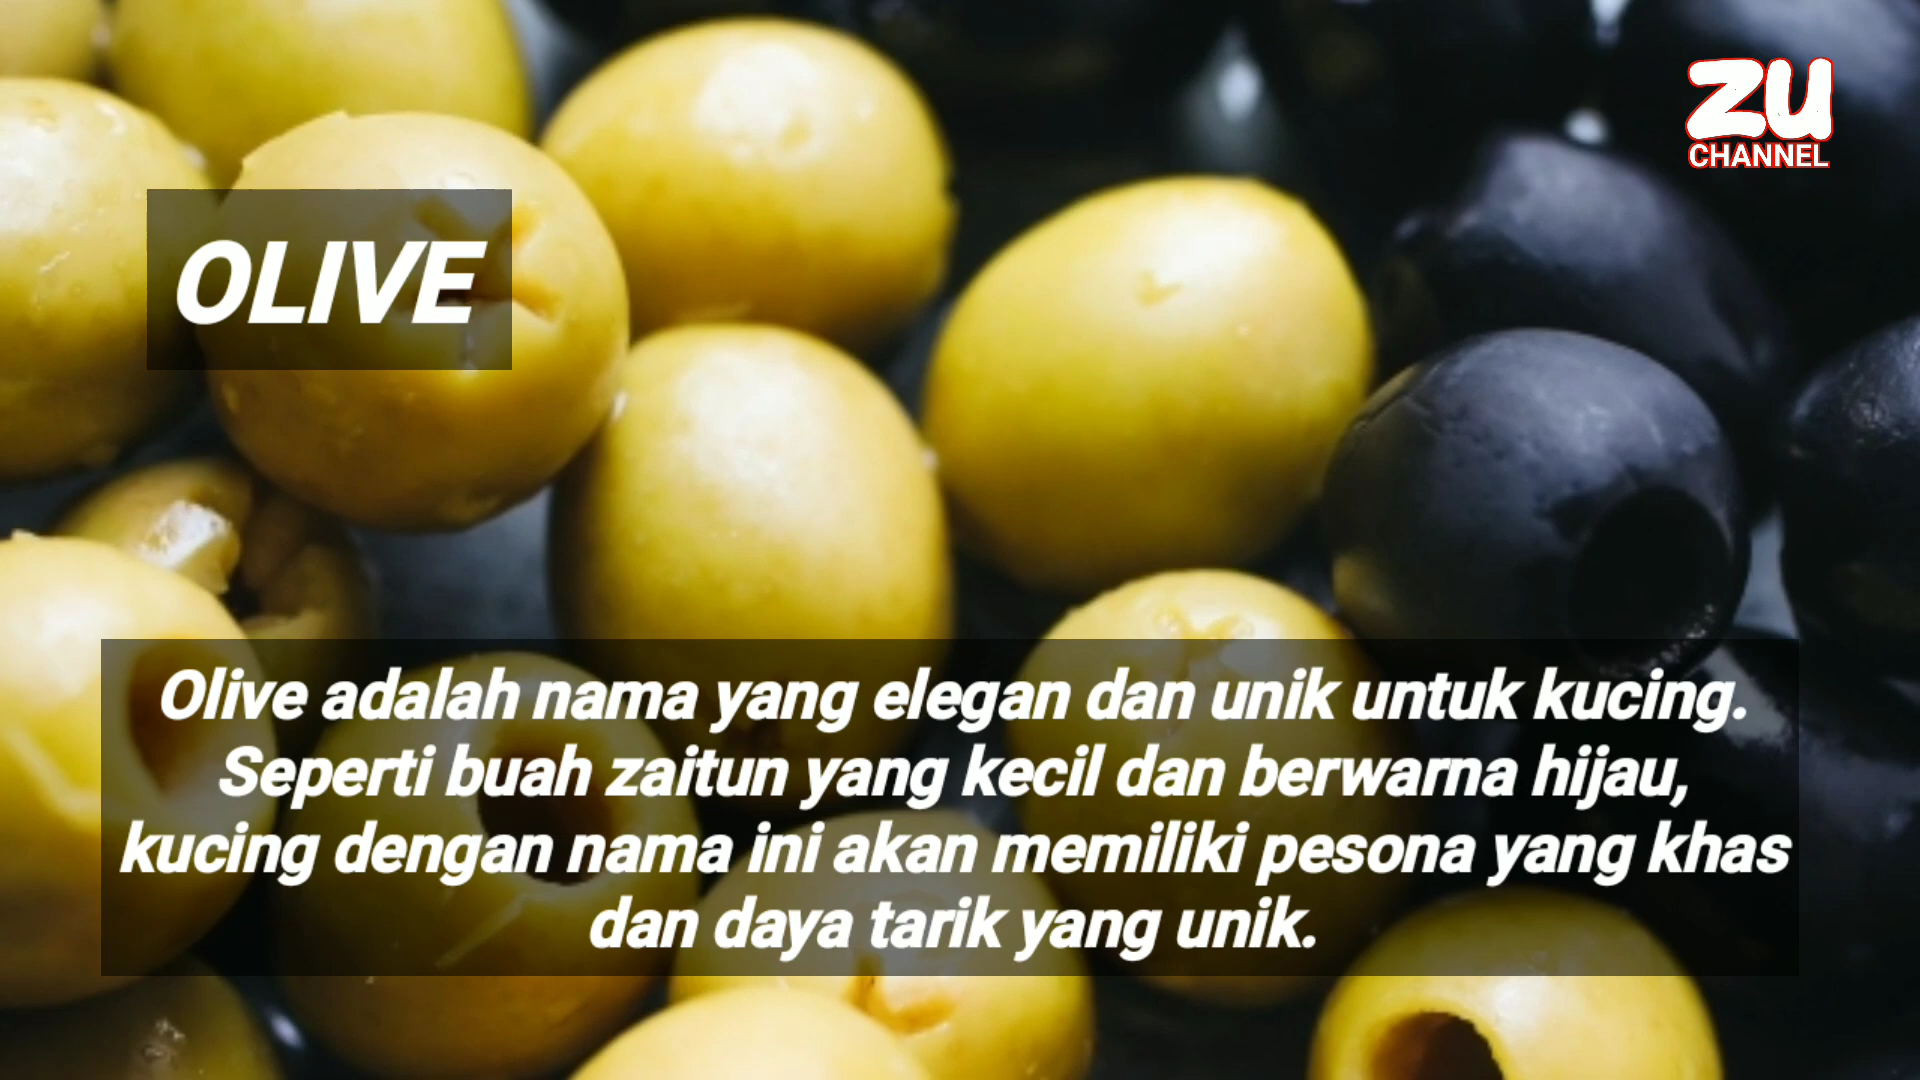 ZU
CHANNEL
OLIVE
Olive adalah nama yang elegan dan unik untuk kucing.
Seperti buah zaitun yang kecil dan berwarna hijau,
kucing dengan nama ini akan memiliki pesona yang khas
dan daya tarik yang unik.